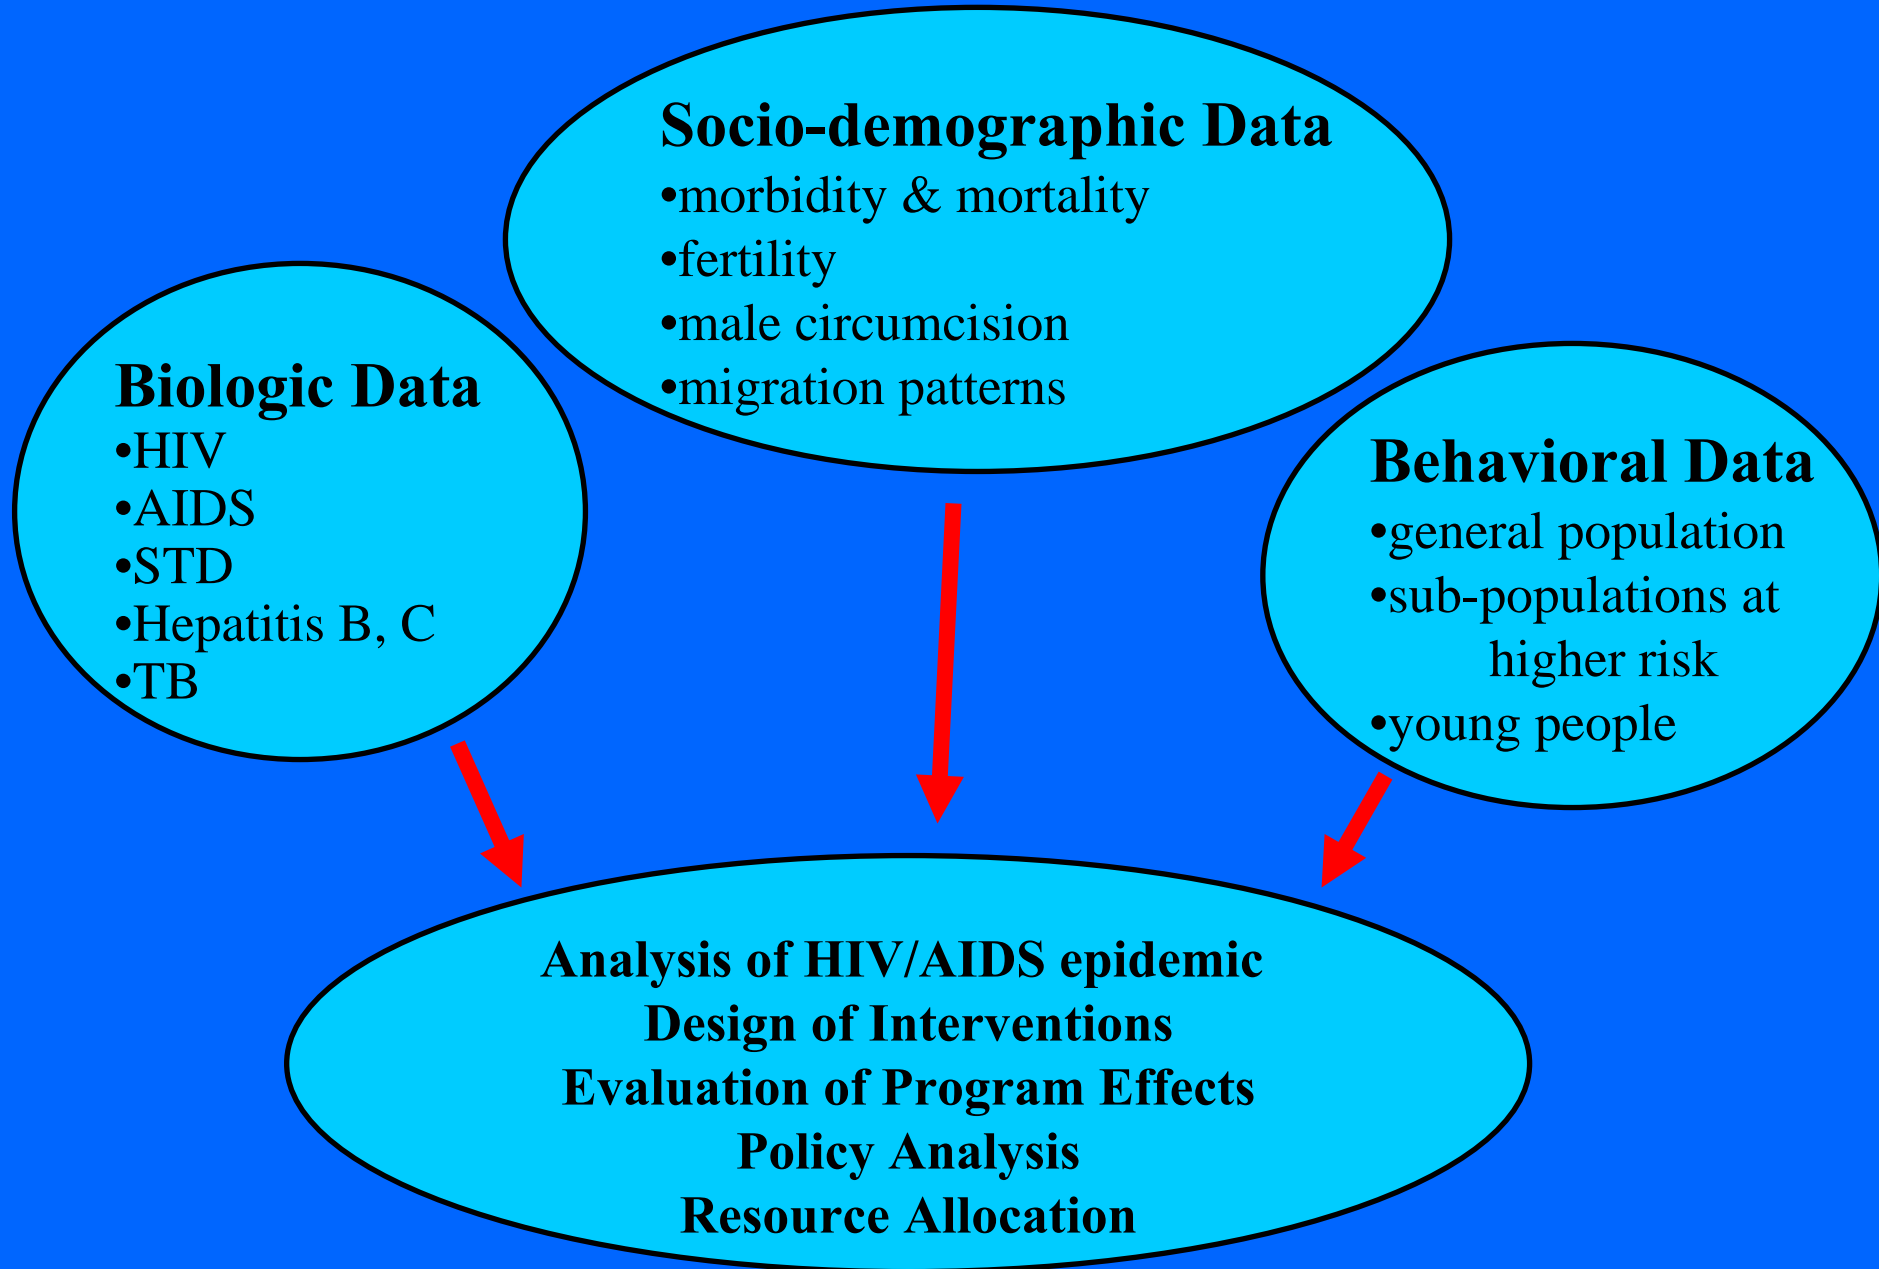 Socio-demographic Data
•morbidity & mortality
•fertility
•male circumcision
•migration patterns
Biologic Data
•HIV
•AIDS
•STD
•Hepatitis B, C
•TB
Behavioral Data
•general population
•sub-populations at
higher risk
•young people
Analysis of HIV/AIDS epidemic
Design of Interventions
Evaluation of Program Effects
Policy Analysis
Resource Allocation